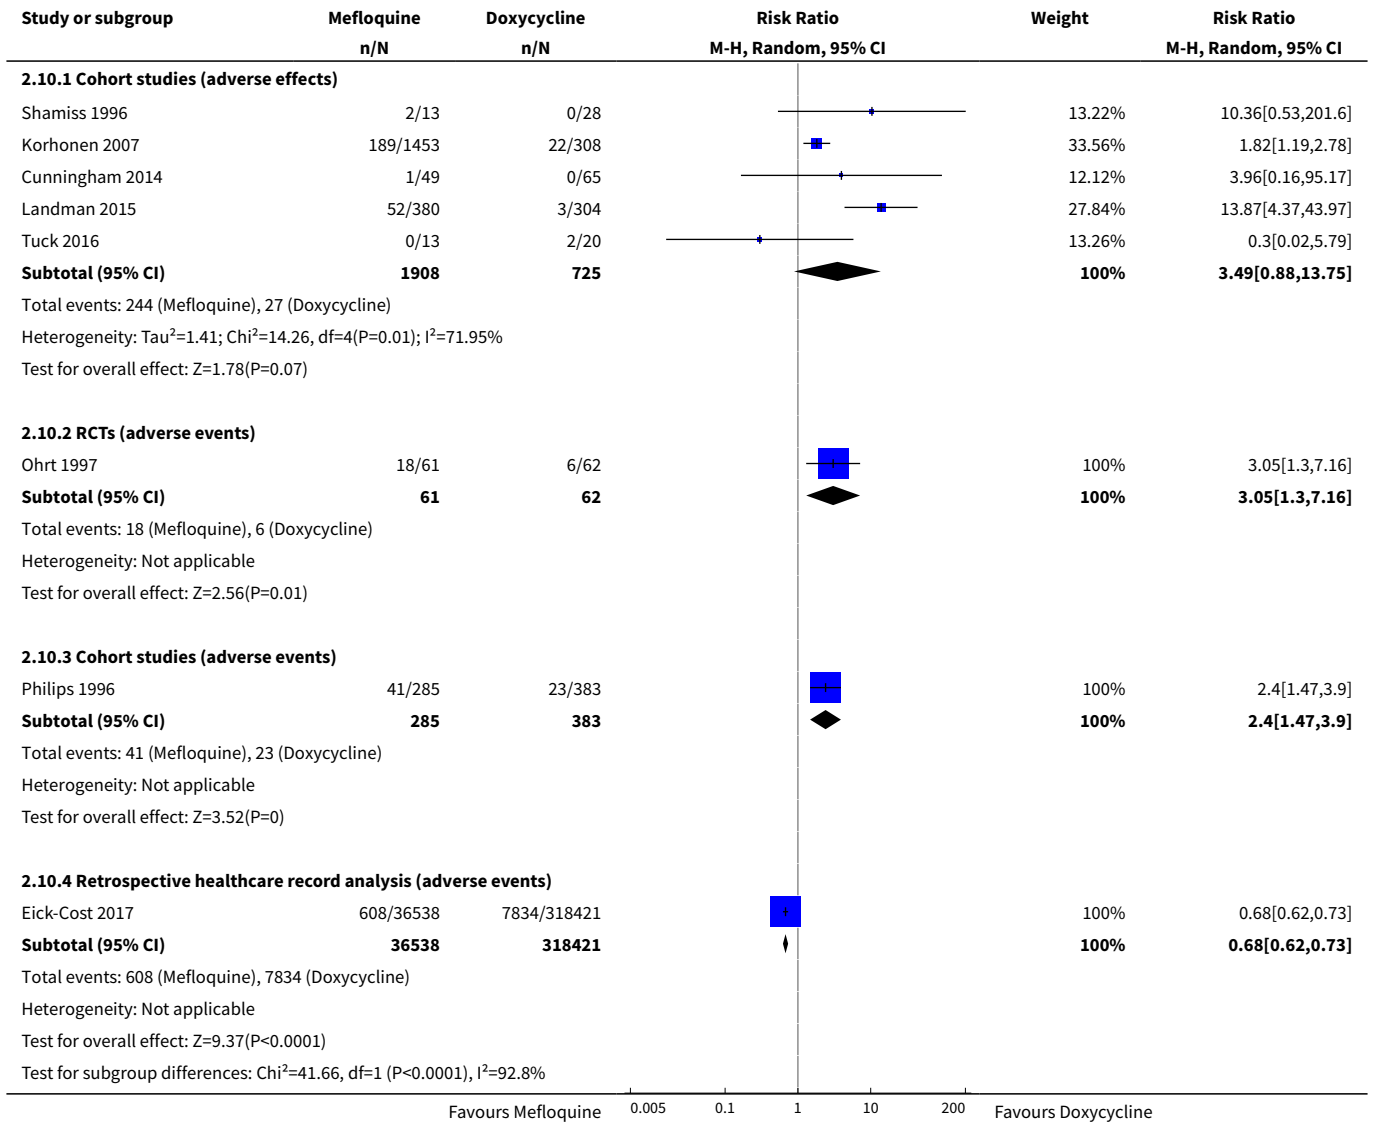 Study or subgroup Mefloquine Doxycycline Risk Ratio Weight Risk Ratio
n/N n/N M-H, Random, 95% CI M-H, Random, 95% CI
2.10.1 Cohort studies (adverse effects)
Shamiss 1996 2/13 0/28 13.22% 10.36[0.53,201.6]
Korhonen 2007 189/1453 22/308 33.56% 1.82[1.19,2.78]
Cunningham 2014 1/49 0/65 12.12% 3.96[0.16,95.17]
Landman 2015 52/380 3/304 27.84% 13.87[4.37,43.97]
Tuck 2016 0/13 2/20 13.26% 0.3[0.02,5.79]
Subtotal (95% CI) 1908 725 100% 3.49[0.88,13.75]
Total events: 244 (Mefloquine), 27 (Doxycycline)
Heterogeneity: Tau²=1.41; Chi²=14.26, df=4(P=0.01); I²=71.95%
Test for overall effect: Z=1.78(P=0.07)
2.10.2 RCTs (adverse events)
Ohrt 1997 18/61 6/62 100% 3.05[1.3,7.16]
Subtotal (95% CI) 61 62 100% 3.05[1.3,7.16]
Total events: 18 (Mefloquine), 6 (Doxycycline)
Heterogeneity: Not applicable
Test for overall effect: Z=2.56(P=0.01)
2.10.3 Cohort studies (adverse events)
Philips 1996 41/285 23/383 100% 2.4[1.47,3.9]
Subtotal (95% CI) 285 383 100% 2.4[1.47,3.9]
Total events: 41 (Mefloquine), 23 (Doxycycline)
Heterogeneity: Not applicable
Test for overall effect: Z=3.52(P=0)
2.10.4 Retrospective healthcare record analysis (adverse events)
Eick-Cost 2017 608/36538 7834/318421 100% 0.68[0.62,0.73]
Subtotal (95% CI) 36538 318421 100% 0.68[0.62,0.73]
Total events: 608 (Mefloquine), 7834 (Doxycycline)
Heterogeneity: Not applicable
Test for overall effect: Z=9.37(P<0.0001)
Test for subgroup differences: Chi²=41.66, df=1 (P<0.0001), I²=92.8%
Favours Mefloquine 0.005 0.1 1 10 200 Favours Doxycycline